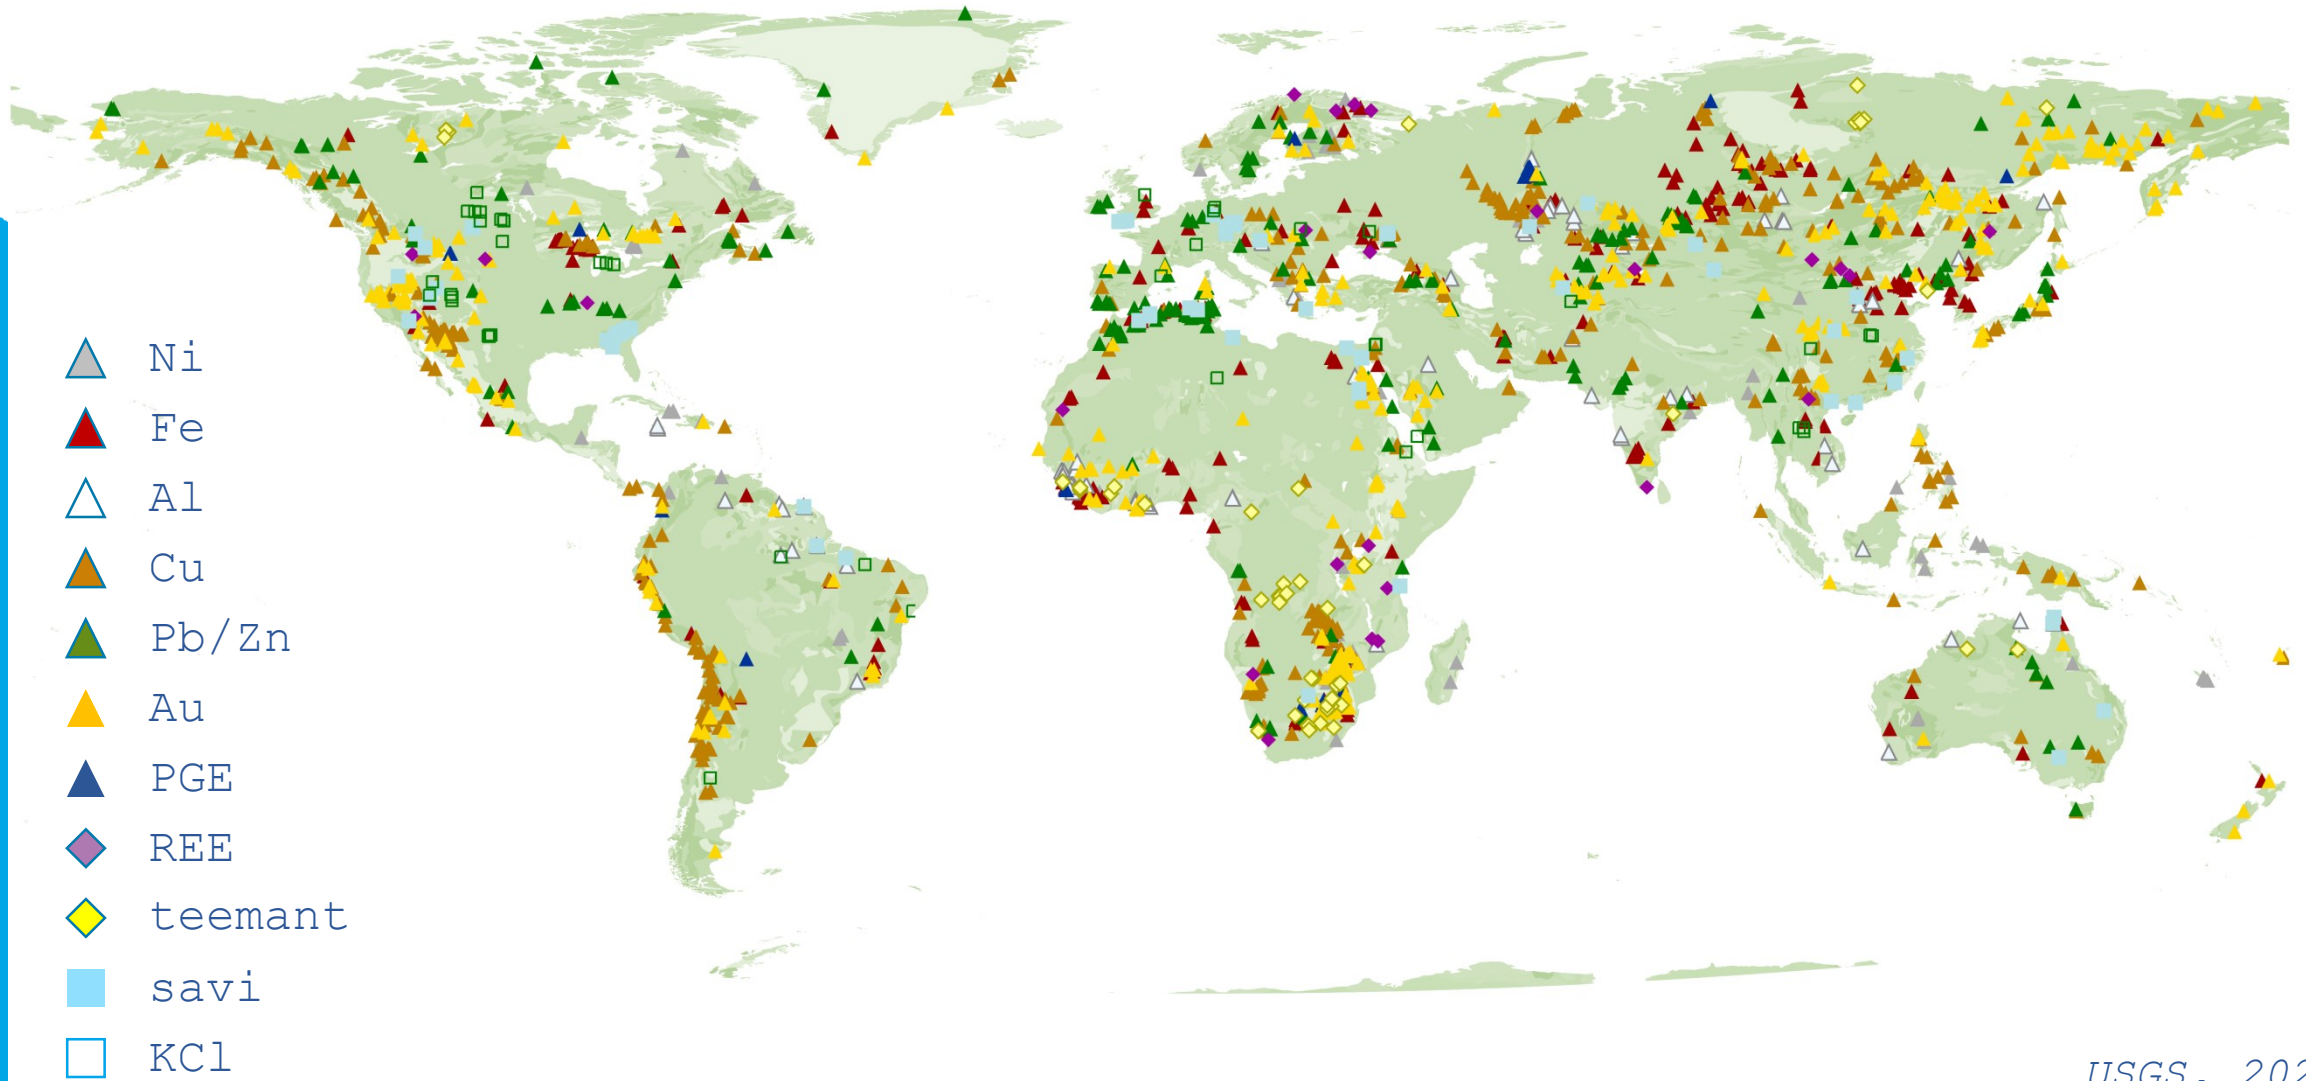 Ni
Fe
Al
Cu
Pb/Zn
Au
PGE
REE
teemant
savi
KCl
USGS, 202